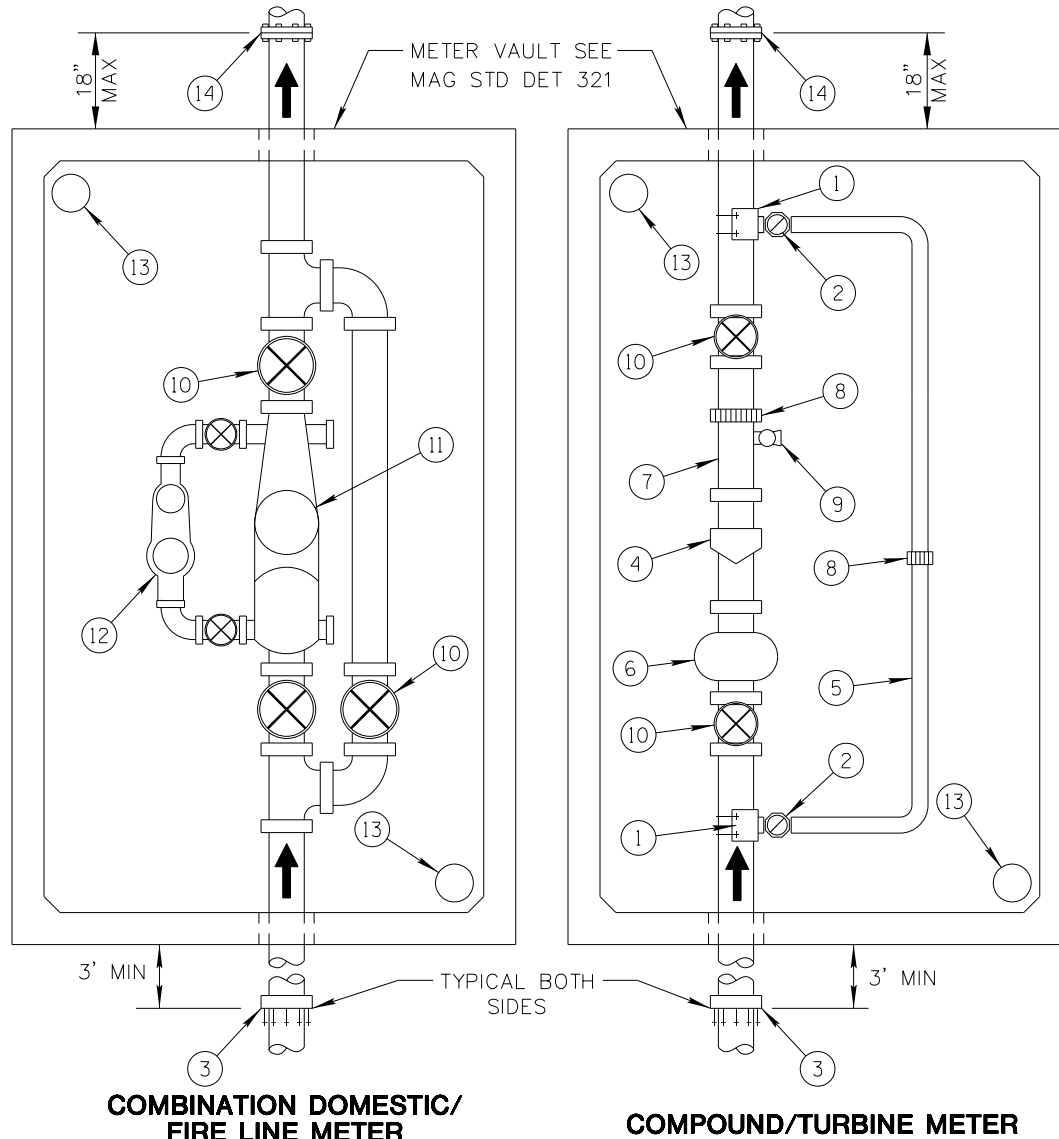 18" MAX
14
METER VAULT SEE
MAG STD DET 321
14
18" MAX
13
10
11
12
10
13
3' MIN
3
TYPICAL BOTH
SIDES
1
13
2
10
8
7
9
4
8
6
5
10
2
13
1
3' MIN
3
COMBINATION DOMESTIC/
FIRE LINE METER
COMPOUND/TURBINE METER